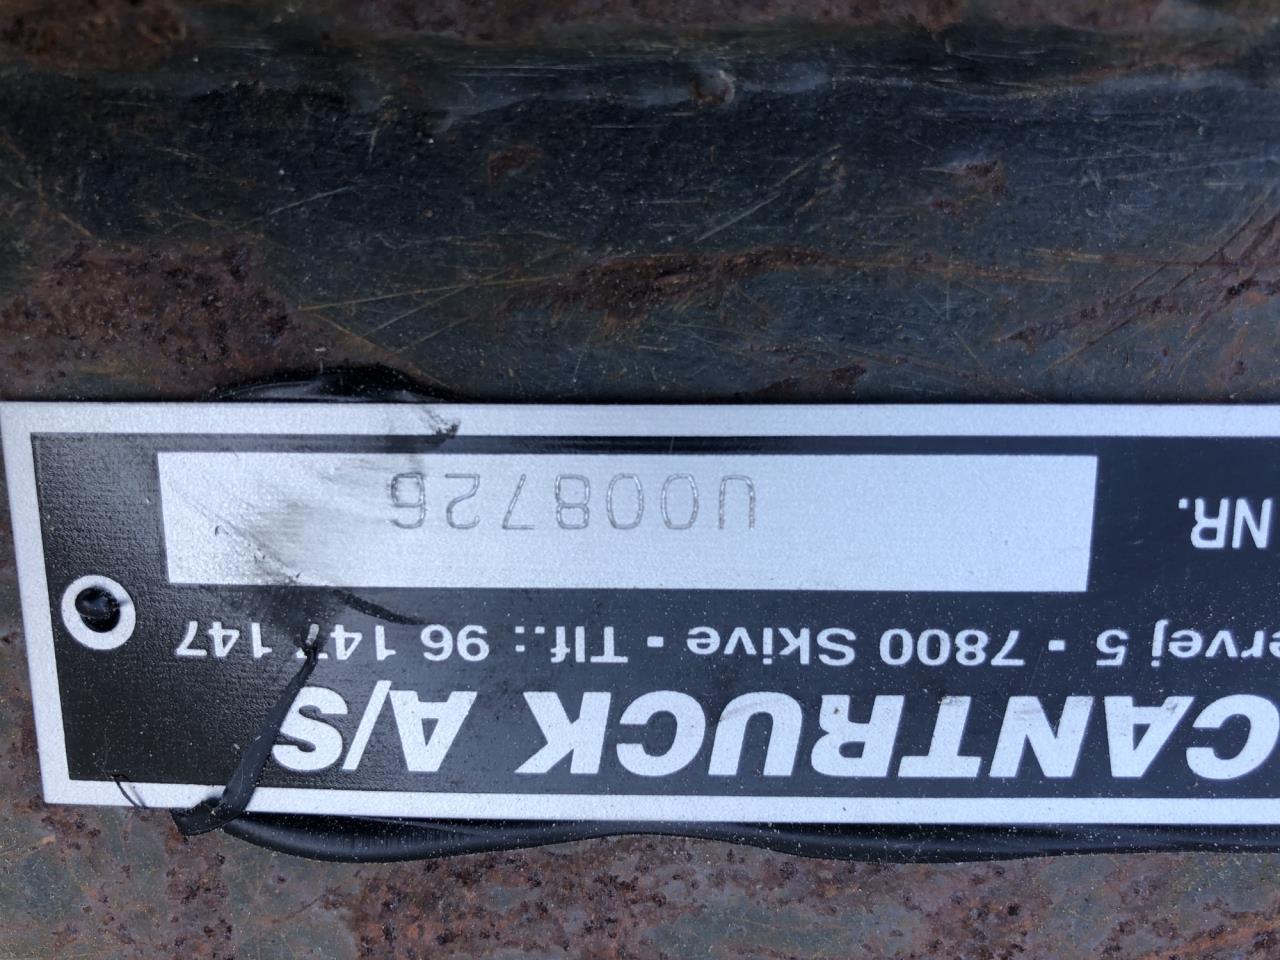 CANTRUCK A/S
ervej 5 - 7800 Skive - Tlf.: 96 147 147
NR. U008726